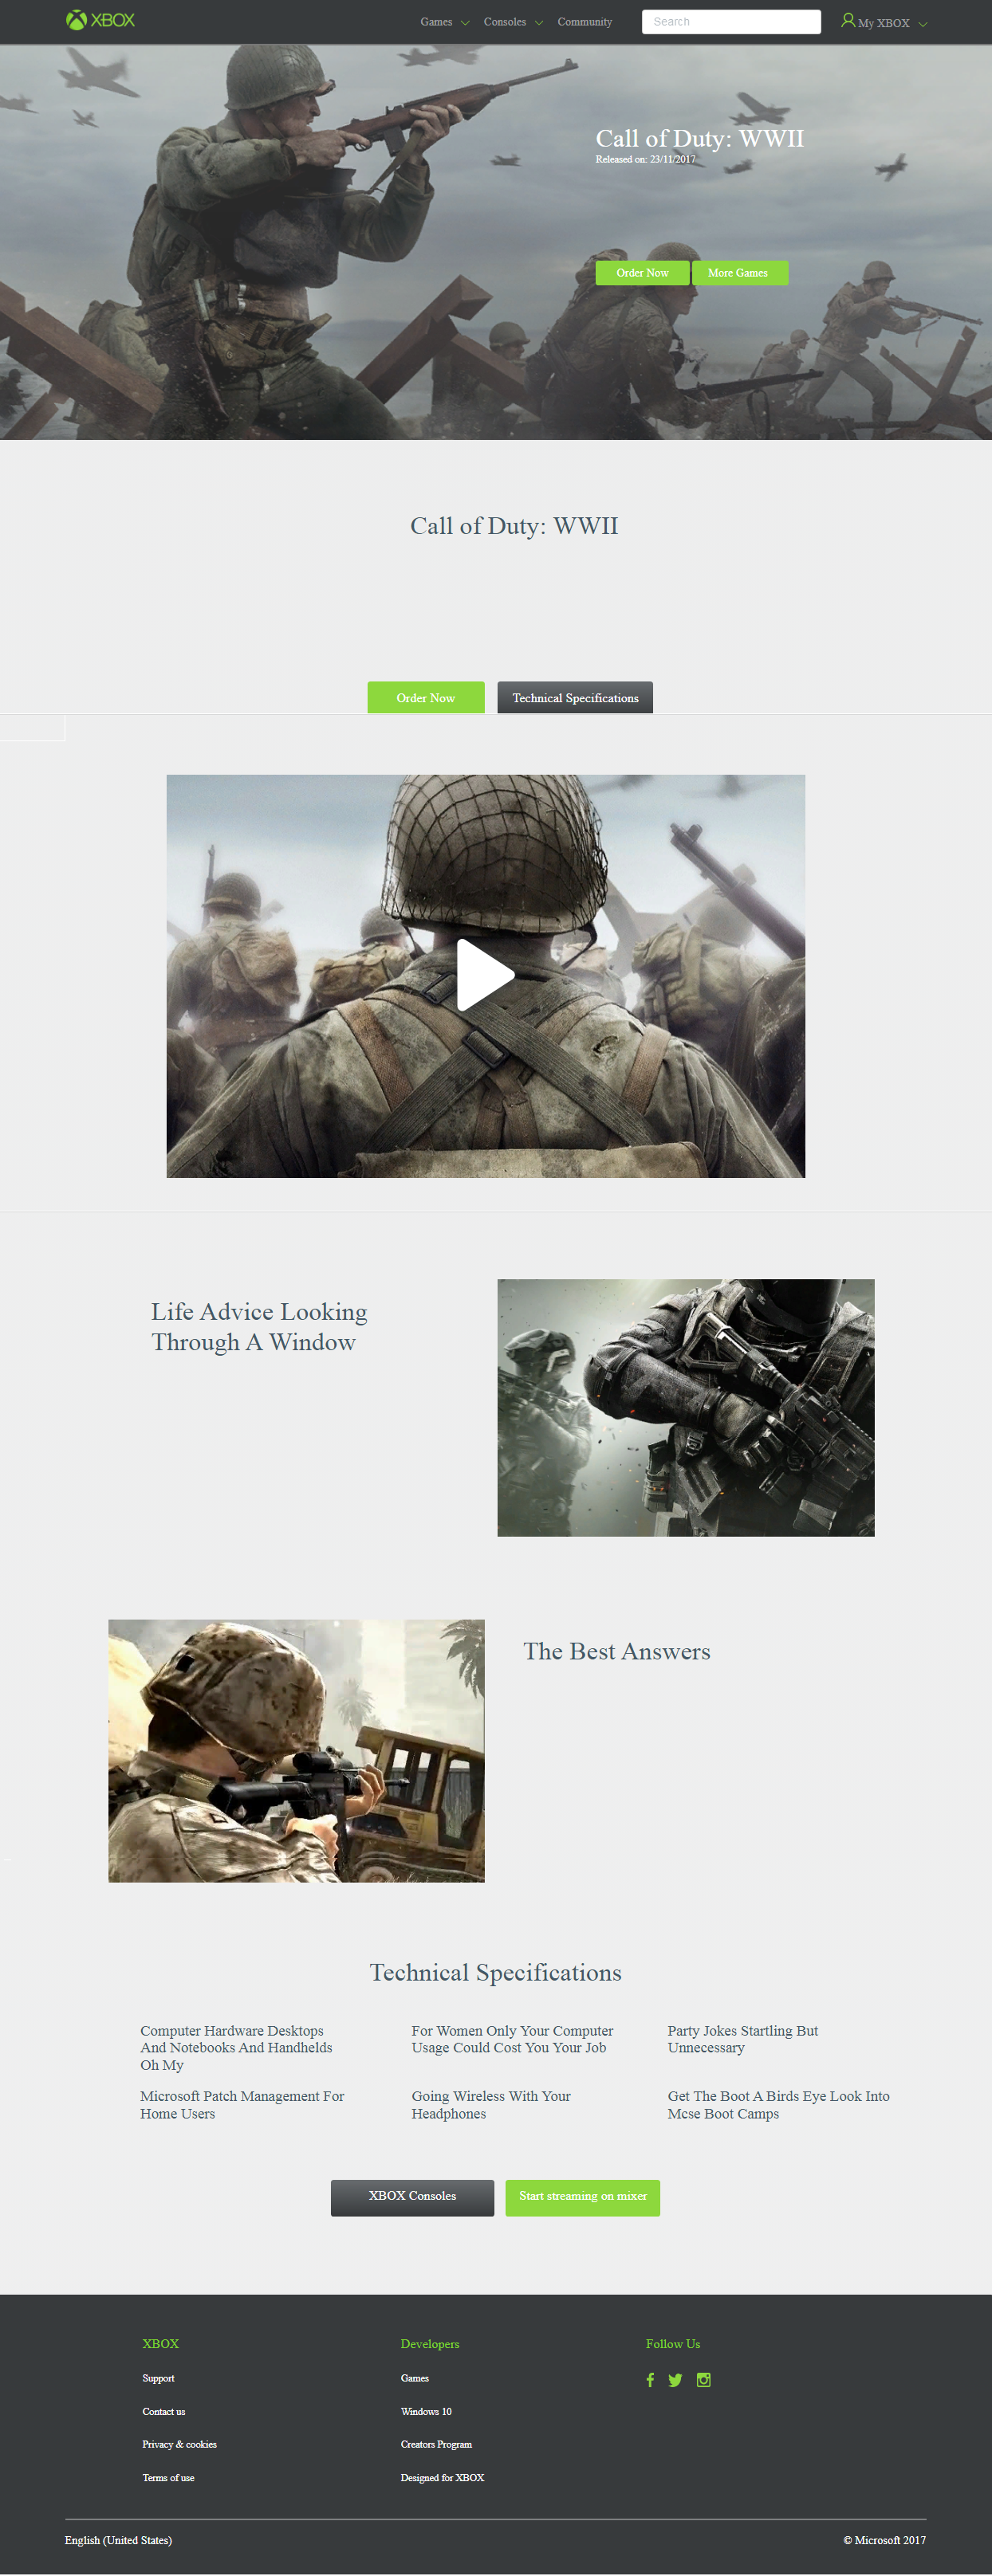 XBOX
Games
Consoles
Community
Search
My XBOX
Call of Duty: WWII
Released on: 23/11/2017
Order Now
More Games
Call of Duty: WWII
Order Now
Technical Specifications
Life Advice Looking
Through A Window
The Best Answers
Technical Specifications
Computer Hardware Desktops
And Notebooks And Handhelds
Oh My
For Women Only Your Computer
Usage Could Cost You Your Job
Party Jokes Startling But
Unnecessary
Microsoft Patch Management For
Home Users
Going Wireless With Your
Headphones
Get The Boot A Birds Eye Look Into
Mcse Boot Camps
XBOX Consoles
Start streaming on mixer
XBOX
Support
Contact us
Privacy & cookies
Terms of use
Developers
Games
Windows 10
Creators Program
Designed for XBOX
Follow Us
English (United States)
© Microsoft 2017